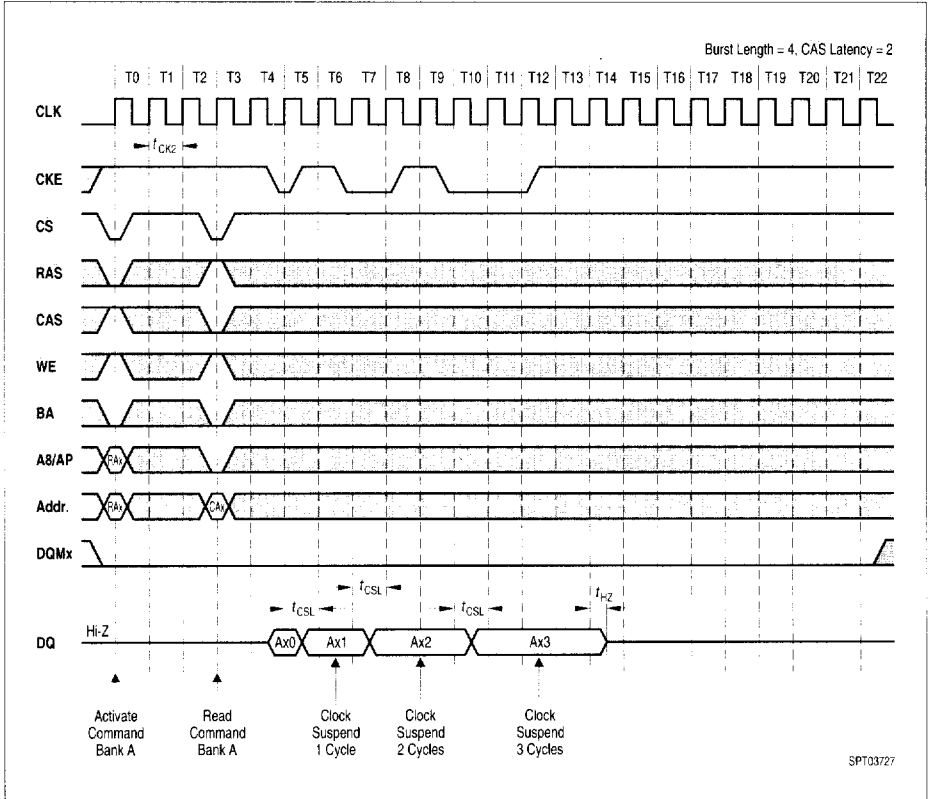 Burst Length = 4, CAS Latency = 2
T0 T1 T2 T3 T4 T5 T6 T7 T8 T9 T10 T11 T12 T13 T14 T15 T16 T17 T18 T19 T20 T21 T22
CLK
tCK2
CKE
CS
RAS
CAS
WE
BA
A8/AP RAx
Addr. RAx CAx
DQMx
tCSL tCSL tCSL tHZ
DQ Hi-Z Ax0 Ax1 Ax2 Ax3
Activate Command Bank A
Read Command Bank A
Clock Suspend 1 Cycle
Clock Suspend 2 Cycles
Clock Suspend 3 Cycles
SPT03727